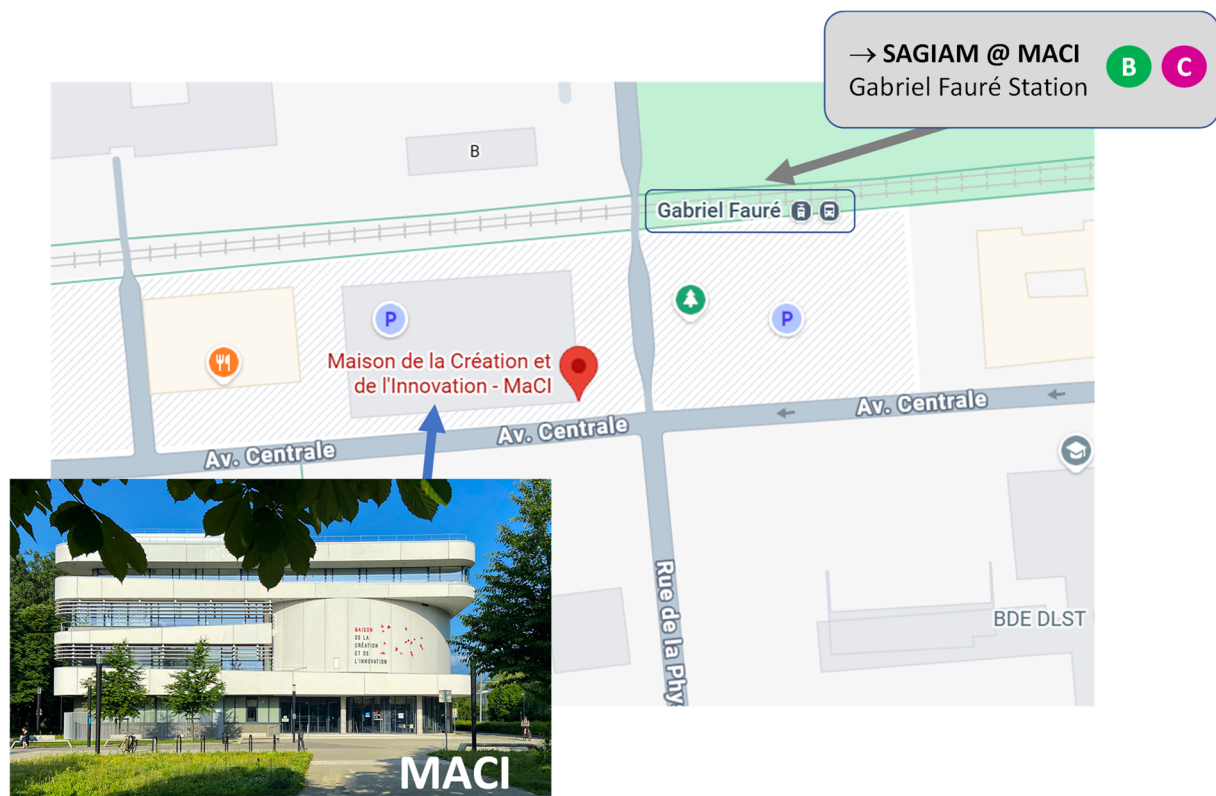 → SAGIAM @ MACI
Gabriel Fauré Station
B
C
B
Gabriel Fauré
P
P
Maison de la Création et
de l'Innovation - MaCI
Av. Centrale
Av. Centrale
Av. Centrale
Rue de la Phys
BDE DLST
MAISON
DE LA
CRÉATION
ET DE
L'INNOVATION
MACI